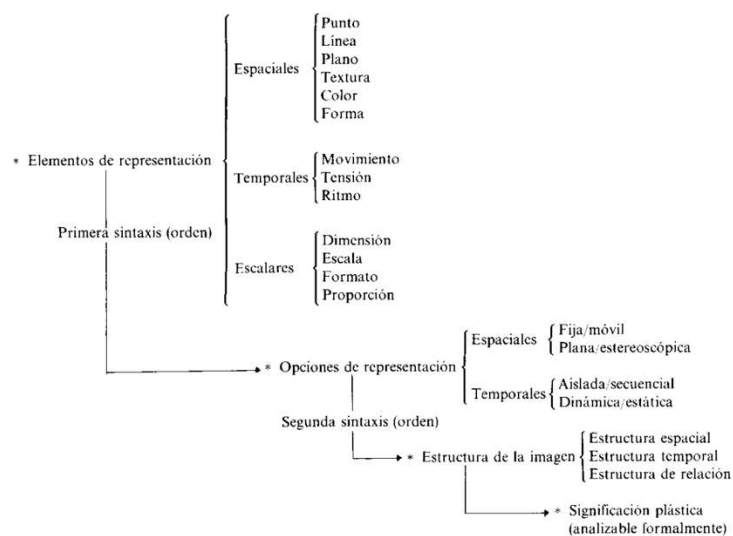 Punto
Línea
Espaciales
Plano
Textura
Color
Forma
* Elementos de representación
Movimiento
Temporales
Tensión
Ritmo
Primera sintaxis (orden)
Dimensión
Escalares
Escala
Formato
Proporción
* Opciones de representación
Espaciales
Fija/móvil
Plana/estereoscópica
Temporales
Aislada/secuencial
Dinámica/estática
Segunda sintaxis (orden)
* Estructura de la imagen
Estructura espacial
Estructura temporal
Estructura de relación
* Significación plástica
(analizable formalmente)